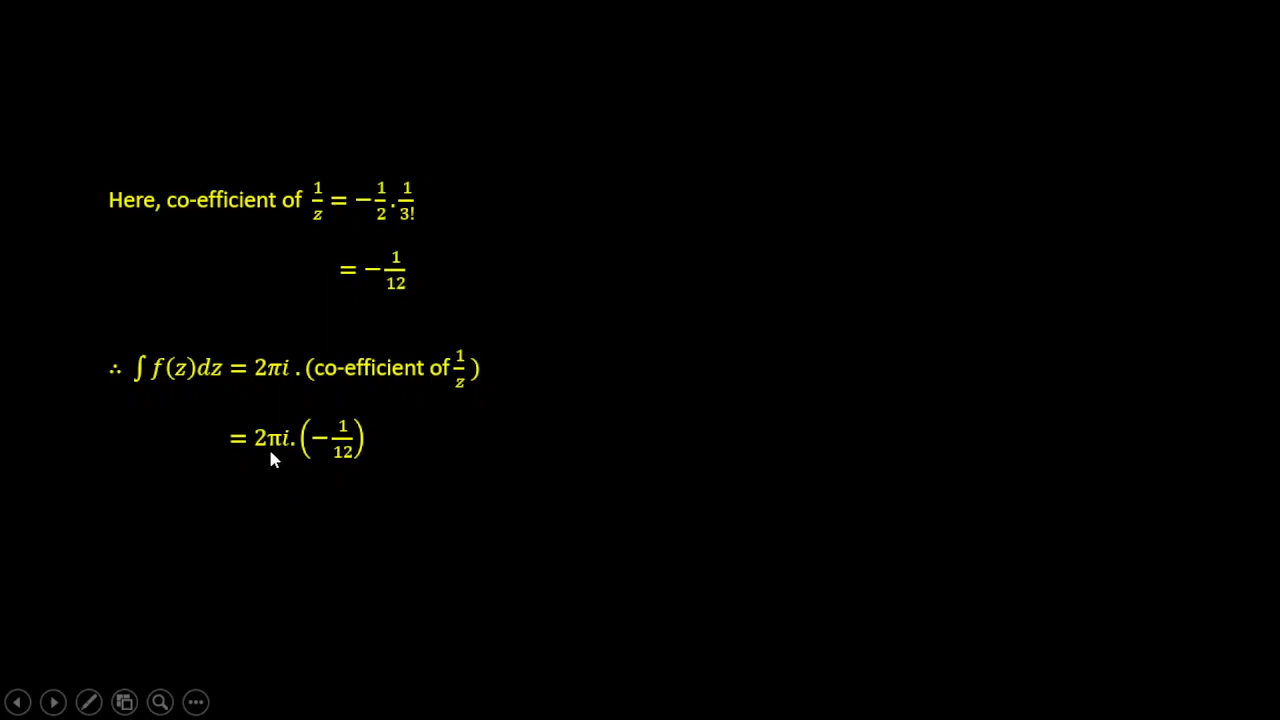 Here, co-efficient of 1/z = −1/2 . 1/3!
= −1/12
∴ ∫ f(z)dz = 2πi . (co-efficient of 1/z )
= 2πi. (−1/12)